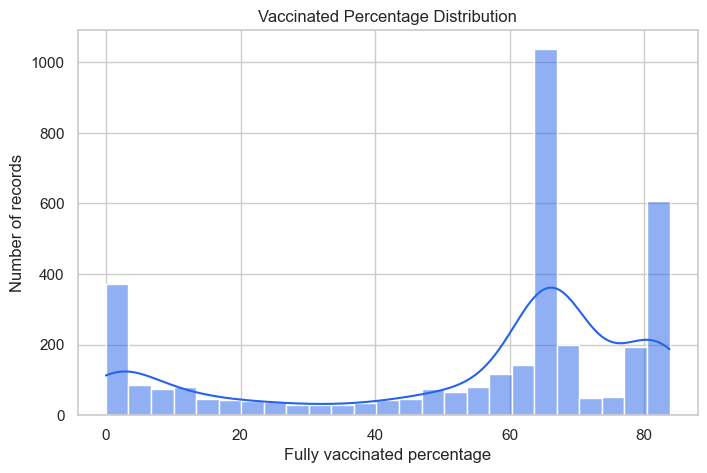 Vaccinated Percentage Distribution
Number of records
1000
800
600
400
200
0
0 20 40 60 80
Fully vaccinated percentage